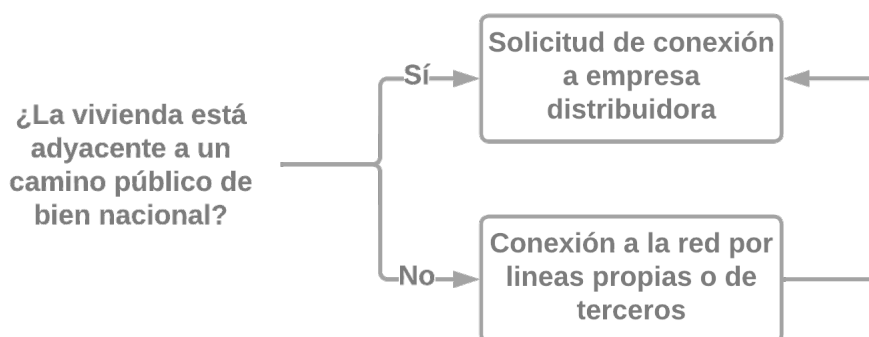 ¿La vivienda está
adyacente a un
camino público de
bien nacional?
Sí
Solicitud de conexión
a empresa
distribuidora
No
Conexión a la red por
lineas propias o de
terceros